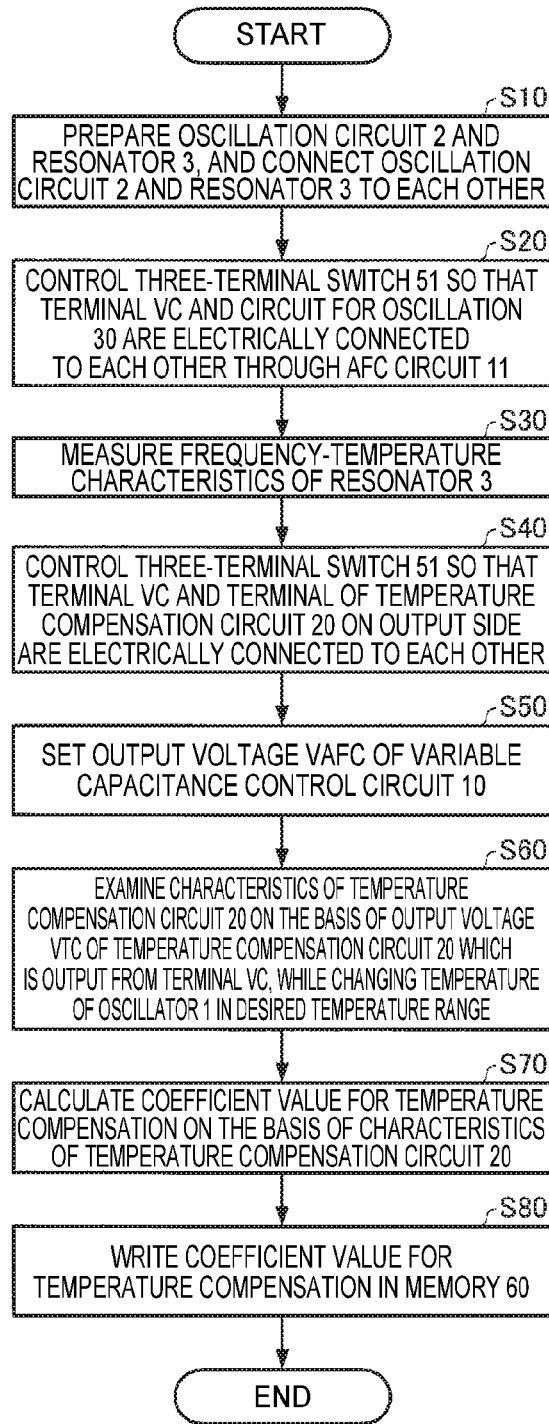 START
S10
PREPARE OSCILLATION CIRCUIT 2 AND
RESONATOR 3, AND CONNECT OSCILLATION
CIRCUIT 2 AND RESONATOR 3 TO EACH OTHER
S20
CONTROL THREE-TERMINAL SWITCH 51 SO THAT
TERMINAL VC AND CIRCUIT FOR OSCILLATION
30 ARE ELECTRICALLY CONNECTED
TO EACH OTHER THROUGH AFC CIRCUIT 11
S30
MEASURE FREQUENCY-TEMPERATURE
CHARACTERISTICS OF RESONATOR 3
S40
CONTROL THREE-TERMINAL SWITCH 51 SO THAT
TERMINAL VC AND TERMINAL OF TEMPERATURE
COMPENSATION CIRCUIT 20 ON OUTPUT SIDE
ARE ELECTRICALLY CONNECTED TO EACH OTHER
S50
SET OUTPUT VOLTAGE VAFC OF VARIABLE
CAPACITANCE CONTROL CIRCUIT 10
S60
EXAMINE CHARACTERISTICS OF TEMPERATURE
COMPENSATION CIRCUIT 20 ON THE BASIS OF OUTPUT VOLTAGE
VTC OF TEMPERATURE COMPENSATION CIRCUIT 20 WHICH
IS OUTPUT FROM TERMINAL VC, WHILE CHANGING TEMPERATURE
OF OSCILLATOR 1 IN DESIRED TEMPERATURE RANGE
S70
CALCULATE COEFFICIENT VALUE FOR TEMPERATURE
COMPENSATION ON THE BASIS OF CHARACTERISTICS
OF TEMPERATURE COMPENSATION CIRCUIT 20
S80
WRITE COEFFICIENT VALUE FOR
TEMPERATURE COMPENSATION IN MEMORY 60
END